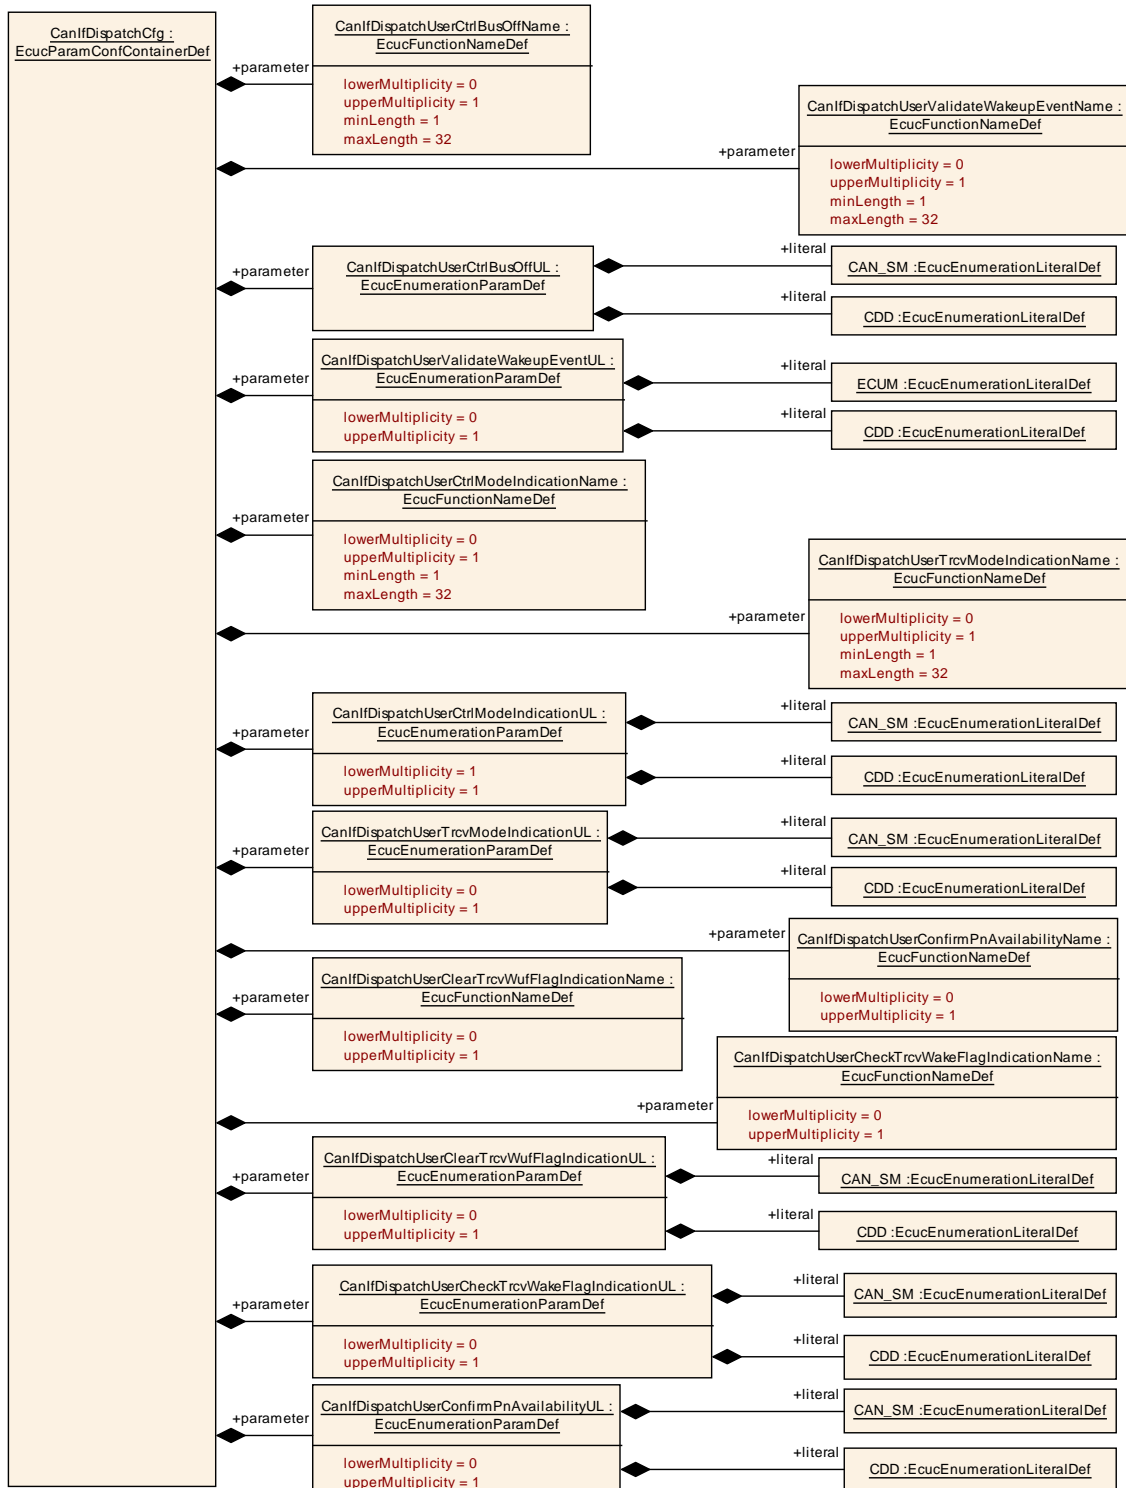 CanIfDispatchCfg :
EcucParamConfContainerDef
CanIfDispatchUserCtrlBusOffName :
EcucFunctionNameDef
+parameter
lowerMultiplicity = 0
upperMultiplicity = 1
minLength = 1
maxLength = 32
CanIfDispatchUserValidateWakeupEventName :
EcucFunctionNameDef
+parameter
lowerMultiplicity = 0
upperMultiplicity = 1
minLength = 1
maxLength = 32
CanIfDispatchUserCtrlBusOffUL :
EcucEnumerationParamDef
+parameter
+literal
CAN_SM :EcucEnumerationLiteralDef
+literal
CDD :EcucEnumerationLiteralDef
CanIfDispatchUserValidateWakeupEventUL :
EcucEnumerationParamDef
+parameter
lowerMultiplicity = 0
upperMultiplicity = 1
+literal
ECUM :EcucEnumerationLiteralDef
+literal
CDD :EcucEnumerationLiteralDef
CanIfDispatchUserCtrlModeIndicationName :
EcucFunctionNameDef
+parameter
lowerMultiplicity = 0
upperMultiplicity = 1
minLength = 1
maxLength = 32
CanIfDispatchUserTrcvModeIndicationName :
EcucFunctionNameDef
+parameter
lowerMultiplicity = 0
upperMultiplicity = 1
minLength = 1
maxLength = 32
CanIfDispatchUserCtrlModeIndicationUL :
EcucEnumerationParamDef
+parameter
lowerMultiplicity = 1
upperMultiplicity = 1
+literal
CAN_SM :EcucEnumerationLiteralDef
+literal
CDD :EcucEnumerationLiteralDef
CanIfDispatchUserTrcvModeIndicationUL :
EcucEnumerationParamDef
+parameter
lowerMultiplicity = 0
upperMultiplicity = 1
+literal
CAN_SM :EcucEnumerationLiteralDef
+literal
CDD :EcucEnumerationLiteralDef
+parameter
CanIfDispatchUserConfirmPnAvailabilityName :
EcucFunctionNameDef
lowerMultiplicity = 0
upperMultiplicity = 1
CanIfDispatchUserClearTrcvWufFlagIndicationName :
EcucFunctionNameDef
+parameter
lowerMultiplicity = 0
upperMultiplicity = 1
CanIfDispatchUserCheckTrcvWakeFlagIndicationName :
EcucFunctionNameDef
+parameter
lowerMultiplicity = 0
upperMultiplicity = 1
CanIfDispatchUserClearTrcvWufFlagIndicationUL :
EcucEnumerationParamDef
+parameter
lowerMultiplicity = 0
upperMultiplicity = 1
+literal
CAN_SM :EcucEnumerationLiteralDef
+literal
CDD :EcucEnumerationLiteralDef
CanIfDispatchUserCheckTrcvWakeFlagIndicationUL :
EcucEnumerationParamDef
+parameter
lowerMultiplicity = 0
upperMultiplicity = 1
+literal
CAN_SM :EcucEnumerationLiteralDef
+literal
CDD :EcucEnumerationLiteralDef
CanIfDispatchUserConfirmPnAvailabilityUL :
EcucEnumerationParamDef
+parameter
lowerMultiplicity = 0
upperMultiplicity = 1
+literal
CAN_SM :EcucEnumerationLiteralDef
+literal
CDD :EcucEnumerationLiteralDef